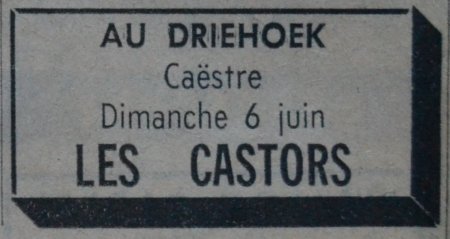 AU DRIEHOEK
Caëstre
Dimanche 6 juin
LES CASTORS